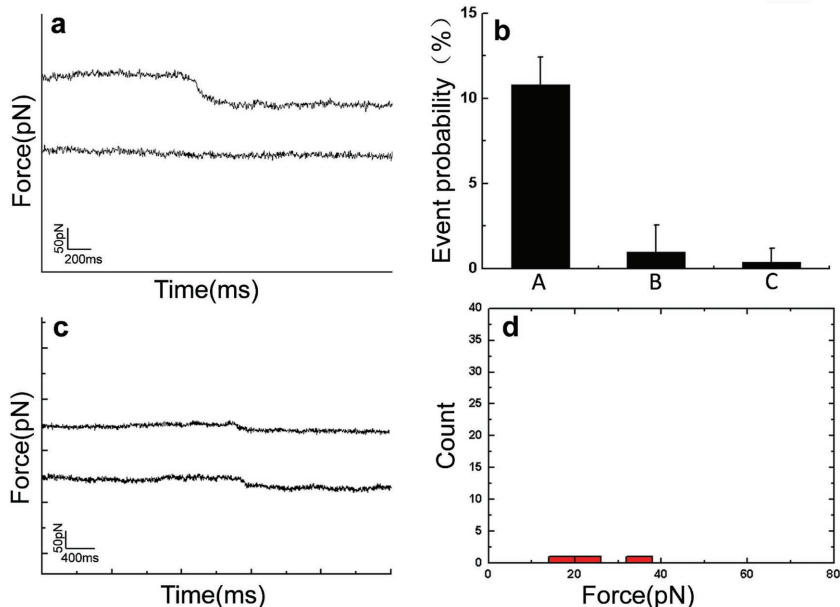 a
Force(pN)
50pN
200ms
Time(ms)
b
Event probability（%）
15
10
5
0
A B C
c
Force(pN)
50pN
400ms
Time(ms)
d
Count
40
35
30
25
20
15
10
5
0
0 20 40 60 80
Force(pN)